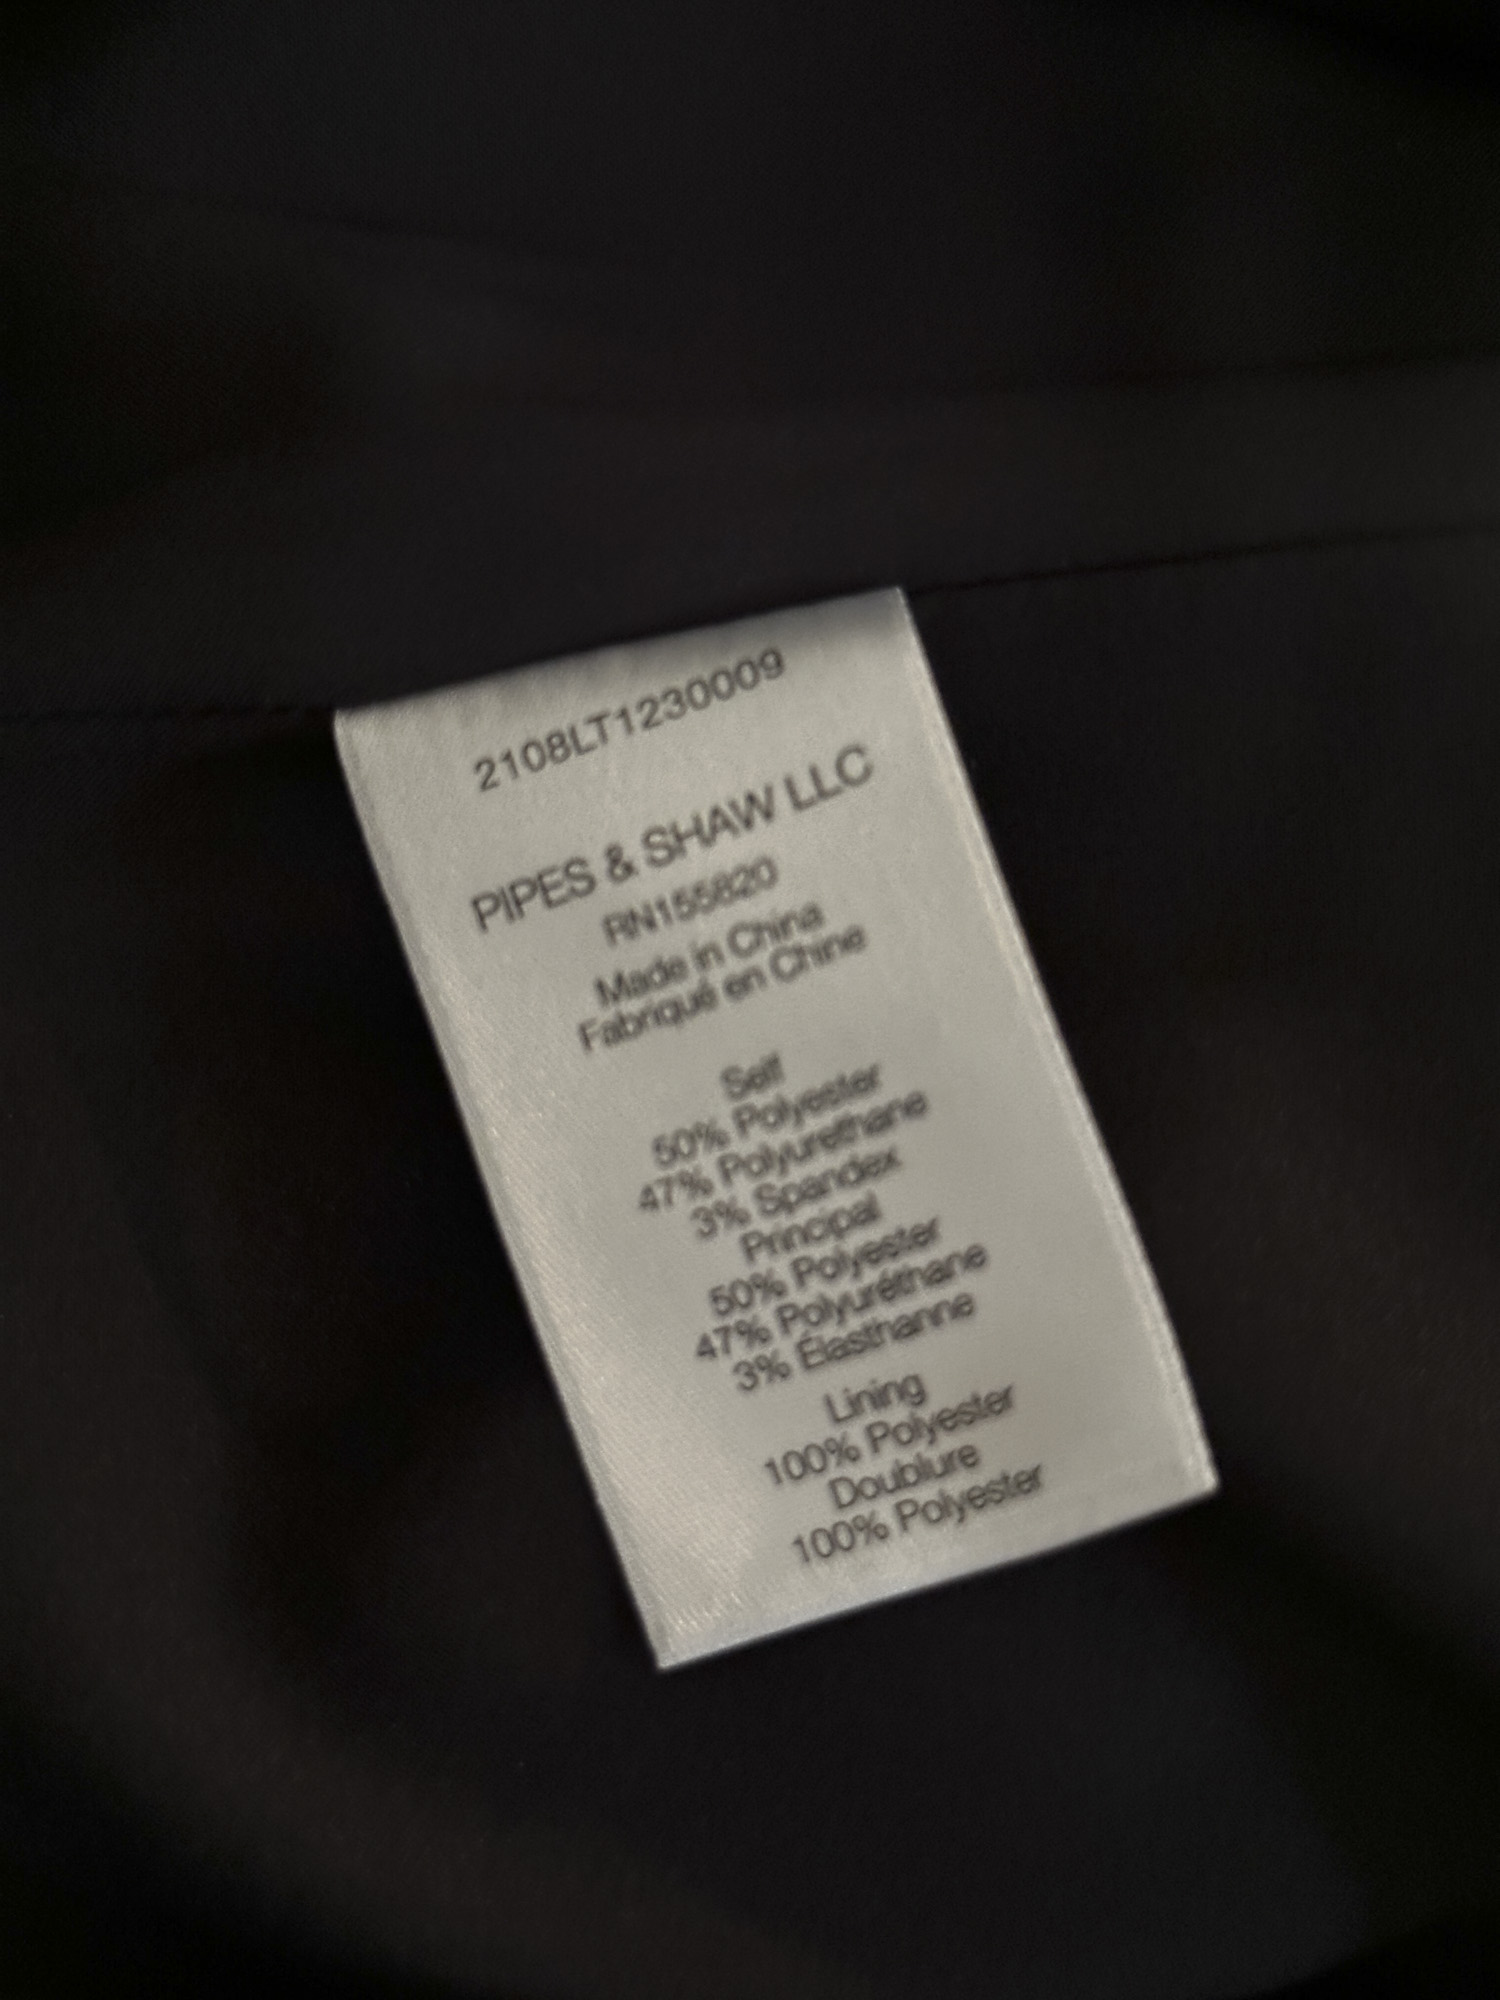 2108LT1230009
PIPES & SHAW LLC
RN155820
Made in China
Fabriqué en Chine
Self
50% Polyester
47% Polyurethane
3% Spandex
Principal
50% Polyester
47% Polyuréthane
3% Élasthanne
Lining
100% Polyester
Doublure
100% Polyester